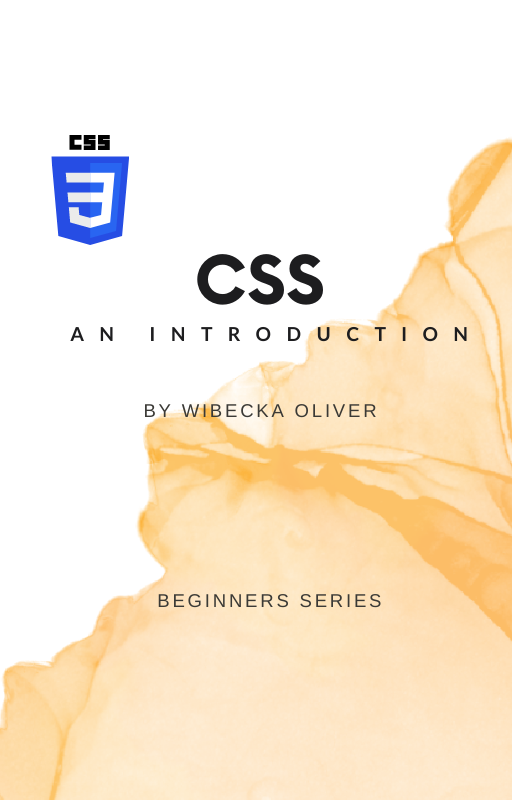 CSS
CSS
AN INTRODUCTION
BY WIBECKA OLIVER
BEGINNERS SERIES